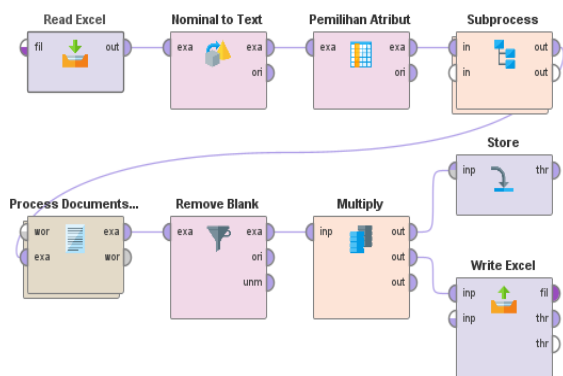 Read Excel
fil out
Nominal to Text
exa exa
ori
Pemilihan Atribut
exa exa
ori
Subprocess
in out
in out
Store
inp thr
Process Documents...
wor exa
exa wor
Remove Blank
exa exa
ori
unm
Multiply
inp out
out
out
Write Excel
inp fil
inp thr
thr